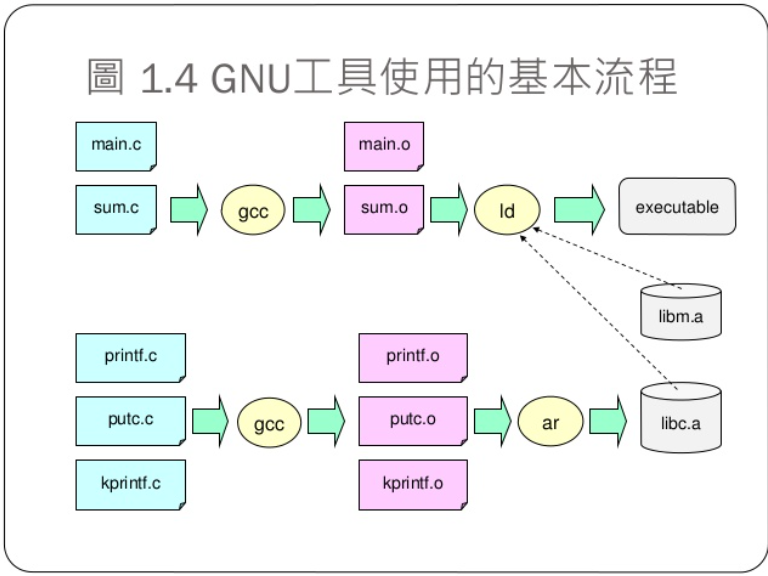 圖 1.4 GNU工具使用的基本流程
main.c
main.o
sum.c
gcc
sum.o
ld
executable
libm.a
printf.c
printf.o
putc.c
gcc
putc.o
ar
libc.a
kprintf.c
kprintf.o